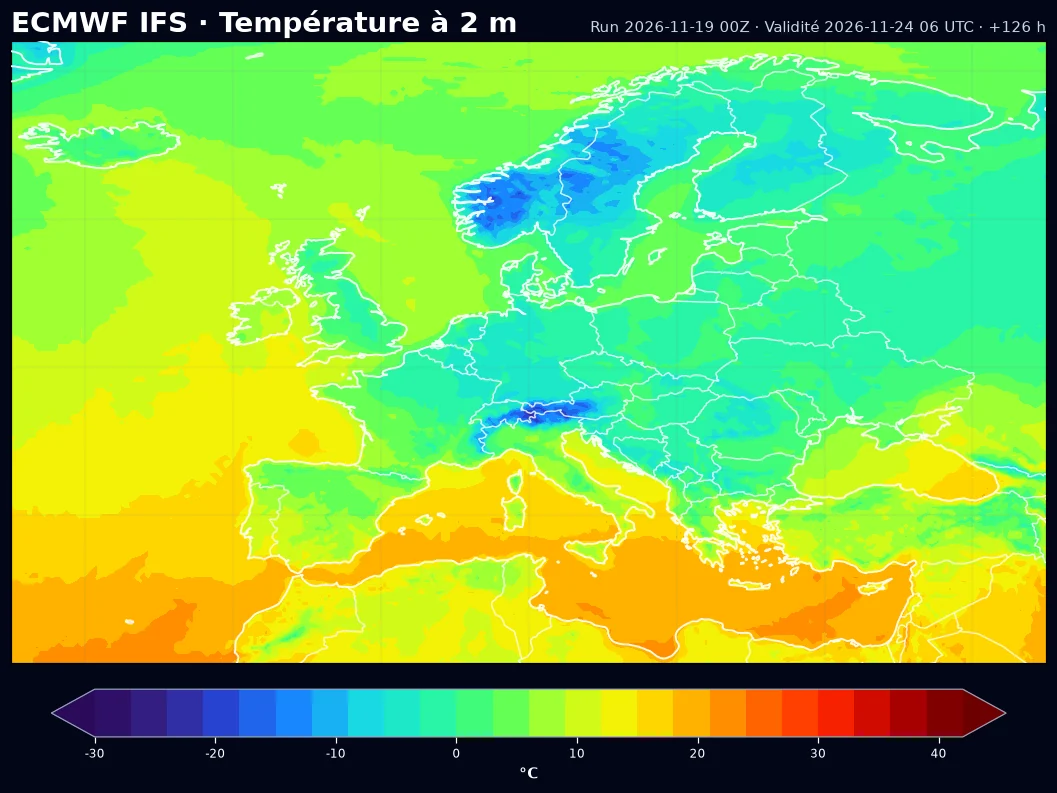 ECMWF IFS · Température à 2 m
Run 2026-11-19 00Z · Validité 2026-11-24 06 UTC · +126 h
-30 -20 -10 0 10 20 30 40
°C